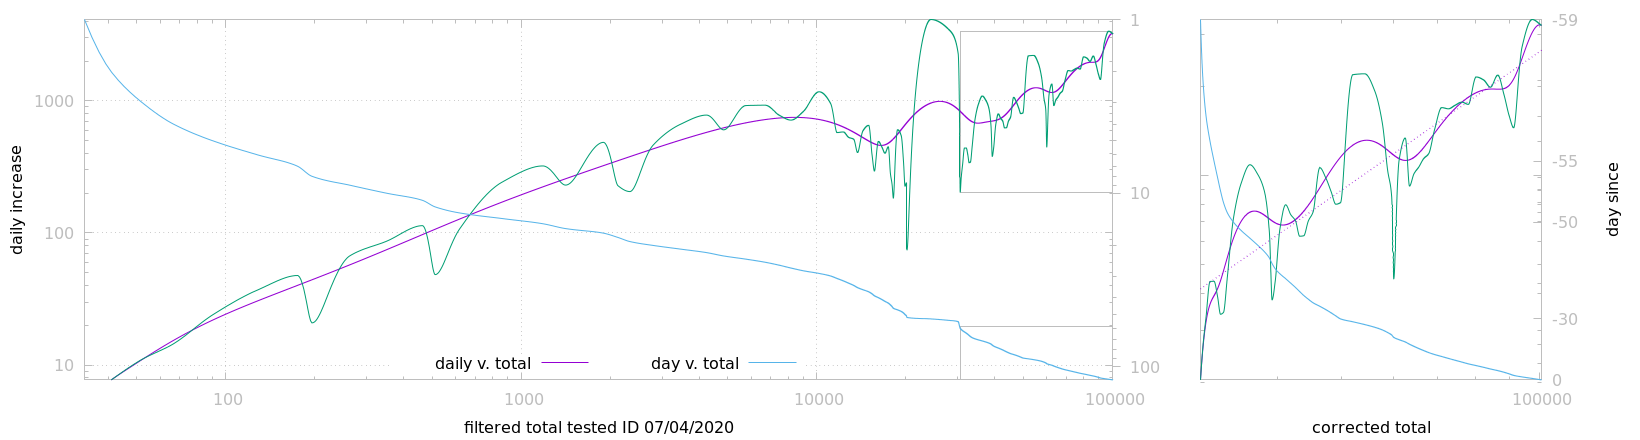 daily increase
1000
100
10
daily v. total
day v. total
1
10
100
100
1000
10000
100000
filtered total tested ID 07/04/2020
-59
-55
-50
-30
0
day since
100000
corrected total